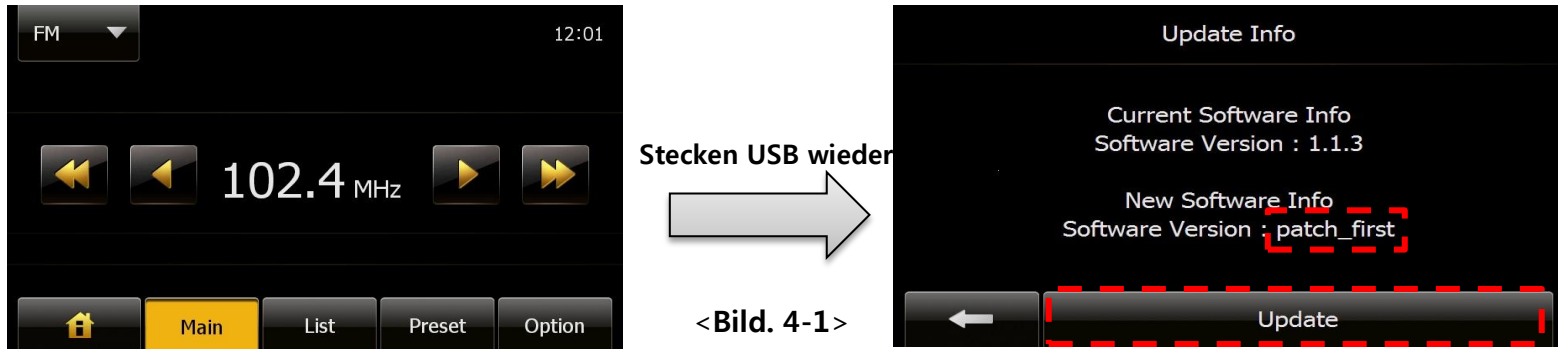 FM
12:01
102.4 MHz
Main
List
Preset
Option
Stecken USB wieder
<Bild. 4-1>
Update Info
Current Software Info
Software Version : 1.1.3
New Software Info
Software Version : patch_first
Update